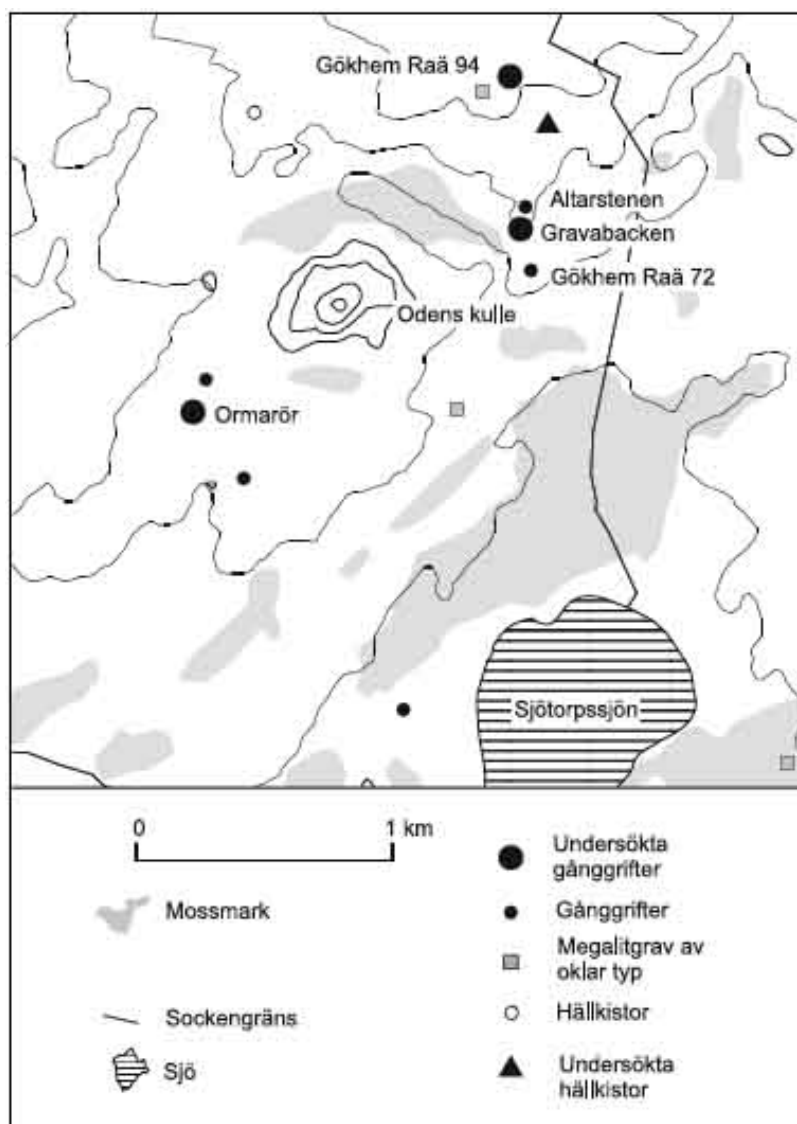 Gökhem Raä 94
Altarstenen
Gravabacken
Gökhem Raä 72
Odens kulle
Ormarör
Sjötorpssjön
0 1 km
Mossmark
Sockengräns
Sjö
Undersökta
gånggrifter
Gånggrifter
Megalitgrav av
oklar typ
Hällkistor
Undersökta
hällkistor